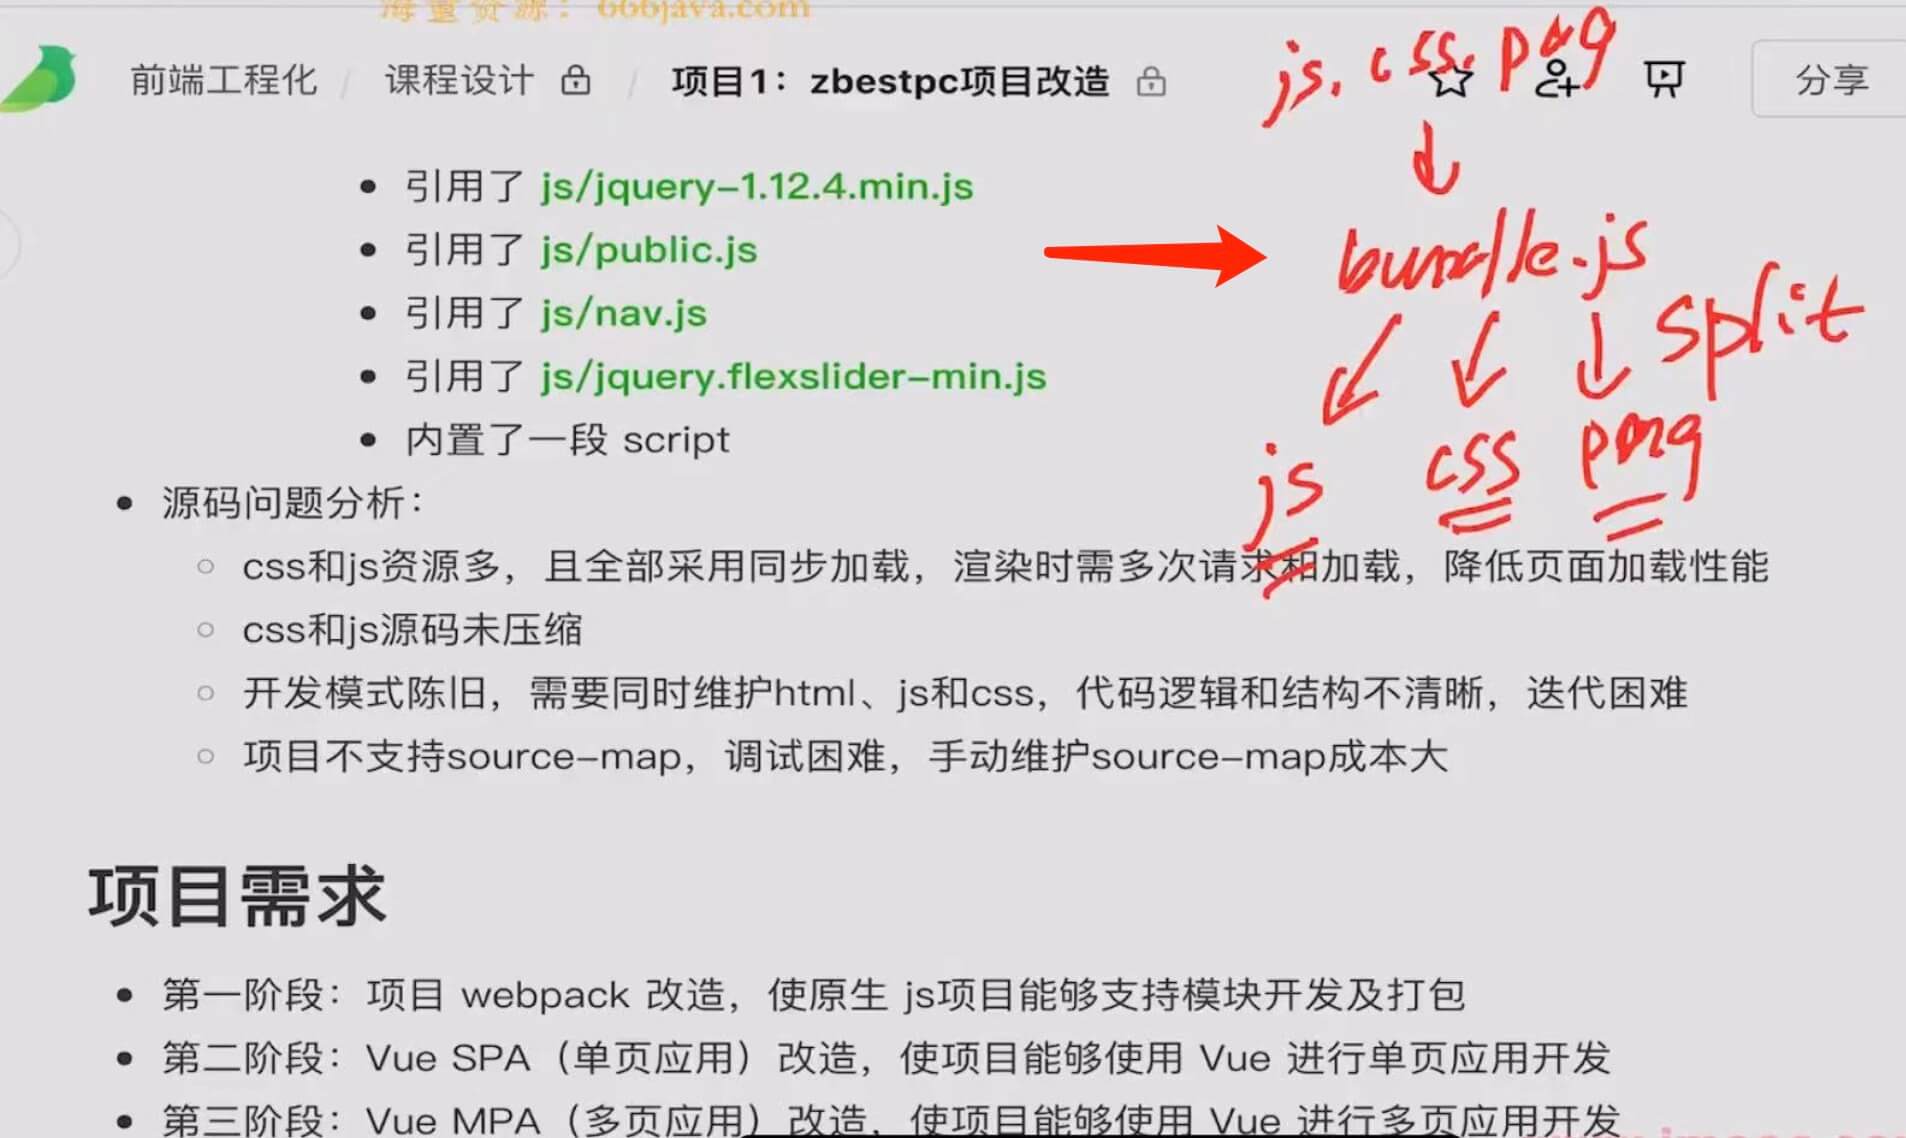 海量资源：666java.com
前端工程化 / 课程设计 / 项目1：zbestpc项目改造
分享
js. css. png
引用了 js/jquery-1.12.4.min.js
引用了 js/public.js
bundle.js
split
引用了 js/nav.js
引用了 js/jquery.flexslider-min.js
js css png
内置了一段 script
源码问题分析：
css和js资源多，且全部采用同步加载，渲染时需多次请求和加载，降低页面加载性能
css和js源码未压缩
开发模式陈旧，需要同时维护html、js和css，代码逻辑和结构不清晰，迭代困难
项目不支持source-map，调试困难，手动维护source-map成本大
项目需求
第一阶段：项目 webpack 改造，使原生 js项目能够支持模块开发及打包
第二阶段：Vue SPA（单页应用）改造，使项目能够使用 Vue 进行单页应用开发
第三阶段：Vue MPA（多页应用）改造，使项目能够使用 Vue 进行多页应用开发